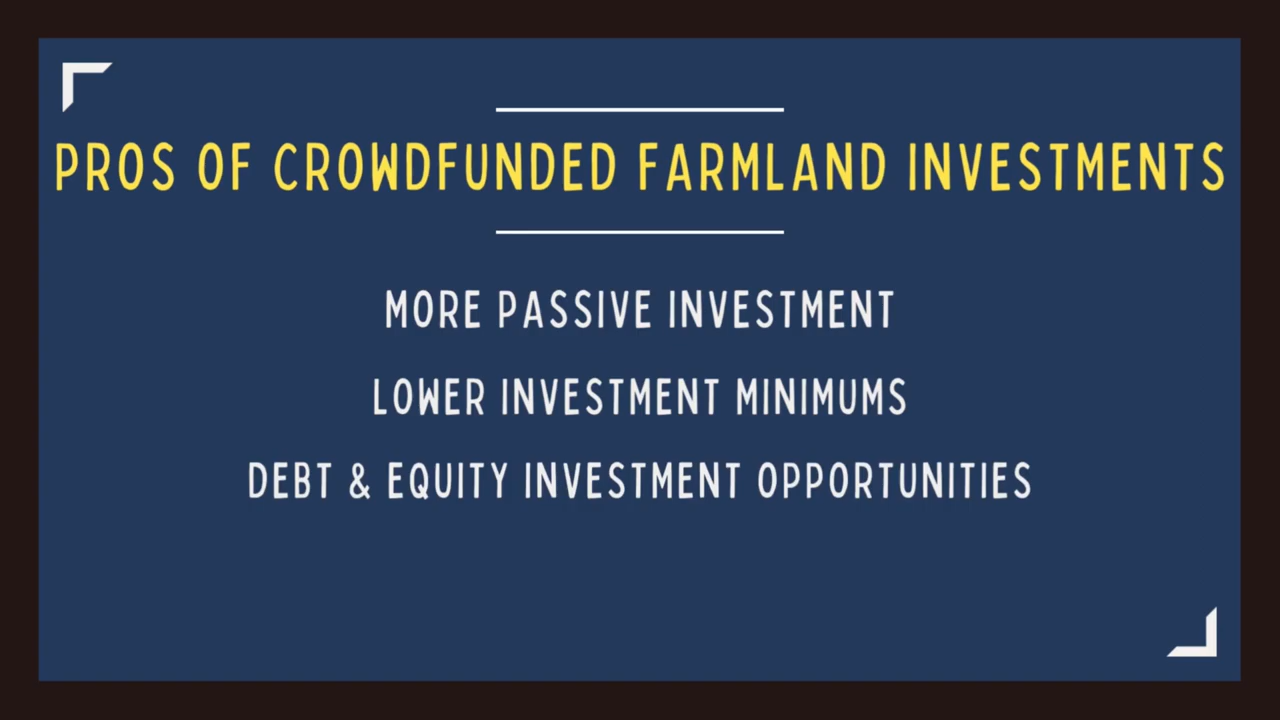 PROS OF CROWDFUNDED FARMLAND INVESTMENTS
MORE PASSIVE INVESTMENT
LOWER INVESTMENT MINIMUMS
DEBT & EQUITY INVESTMENT OPPORTUNITIES